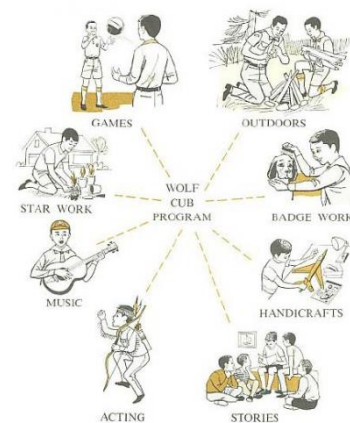 GAMES
OUTDOORS
STAR WORK
WOLF
CUB
PROGRAM
BADGE WORK
MUSIC
HANDICRAFTS
ACTING
STORIES